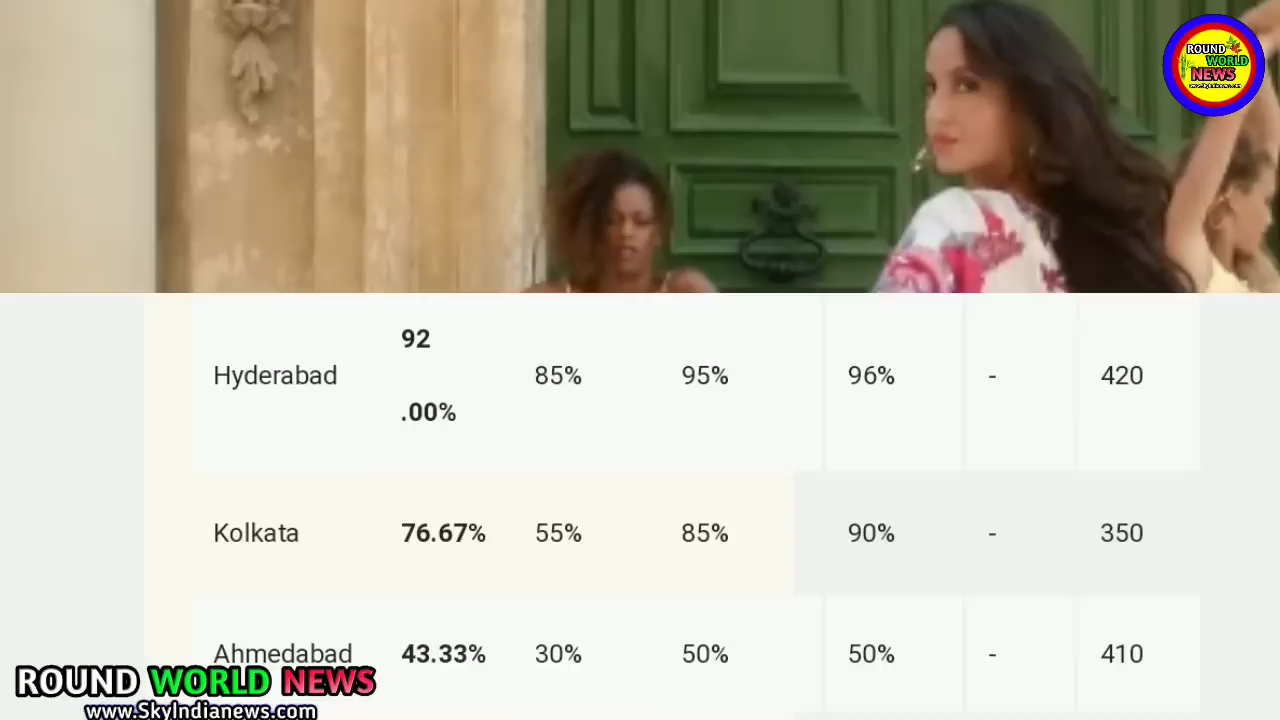 ROUND
WORLD
NEWS
92
Hyderabad 85% 95% 96% - 420
.00%
Kolkata 76.67% 55% 85% 90% - 350
Ahmedabad 43.33% 30% 50% 50% - 410
ROUND WORLD NEWS
www.SkyIndianews.com